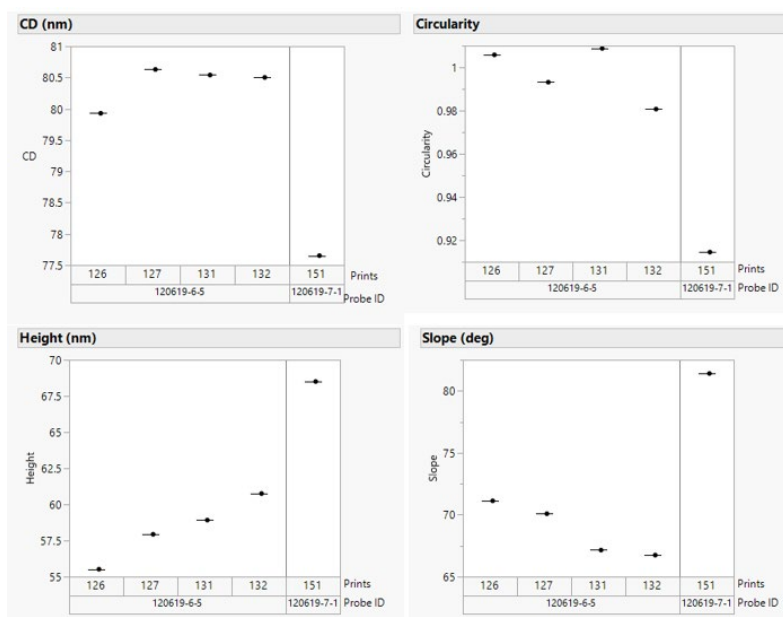 CD (nm)
81
80.5
80
79.5
79
78.5
78
77.5
CD
126 127 131 132 151 Prints
120619-6-5 120619-7-1 Probe ID
Circularity
1
0.98
0.96
0.94
0.92
Circularity
126 127 131 132 151 Prints
120619-6-5 120619-7-1 Probe ID
Height (nm)
70
67.5
65
62.5
60
57.5
55
Height
126 127 131 132 151 Prints
120619-6-5 120619-7-1 Probe ID
Slope (deg)
80
75
70
65
Slope
126 127 131 132 151 Prints
120619-6-5 120619-7-1 Probe ID